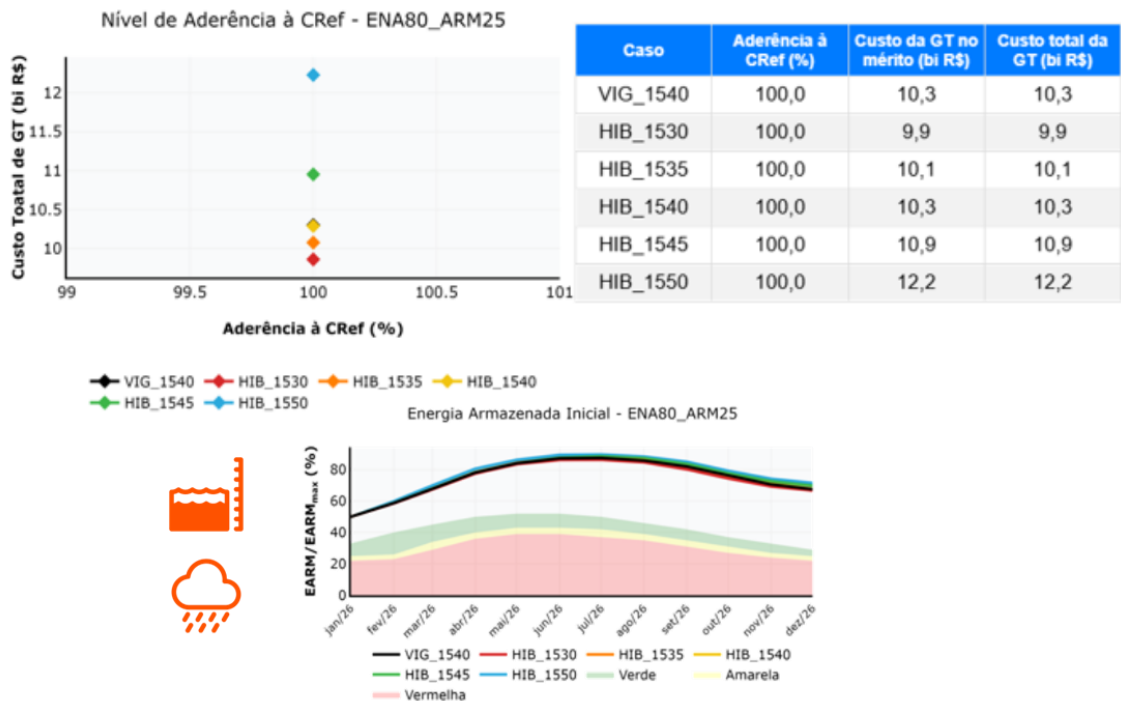 Nível de Aderência à CRef - ENA80_ARM25
Custo Toatal de GT (bi R$)
12
11.5
11
10.5
10
99
99.5
100
100.5
101
Aderência à CRef (%)
VIG_1540 HIB_1530 HIB_1535 HIB_1540
HIB_1545 HIB_1550
Caso Aderência à CRef (%) Custo da GT no mérito (bi R$) Custo total da GT (bi R$)
VIG_1540 100,0 10,3 10,3
HIB_1530 100,0 9,9 9,9
HIB_1535 100,0 10,1 10,1
HIB_1540 100,0 10,3 10,3
HIB_1545 100,0 10,9 10,9
HIB_1550 100,0 12,2 12,2
Energia Armazenada Inicial - ENA80_ARM25
EARM/EARMmax (%)
80
60
40
20
0
jan/26
fev/26
mar/26
abr/26
mai/26
jun/26
jul/26
ago/26
set/26
out/26
nov/26
dez/26
VIG_1540 HIB_1530 HIB_1535 HIB_1540
HIB_1545 HIB_1550 Verde Amarela
Vermelha